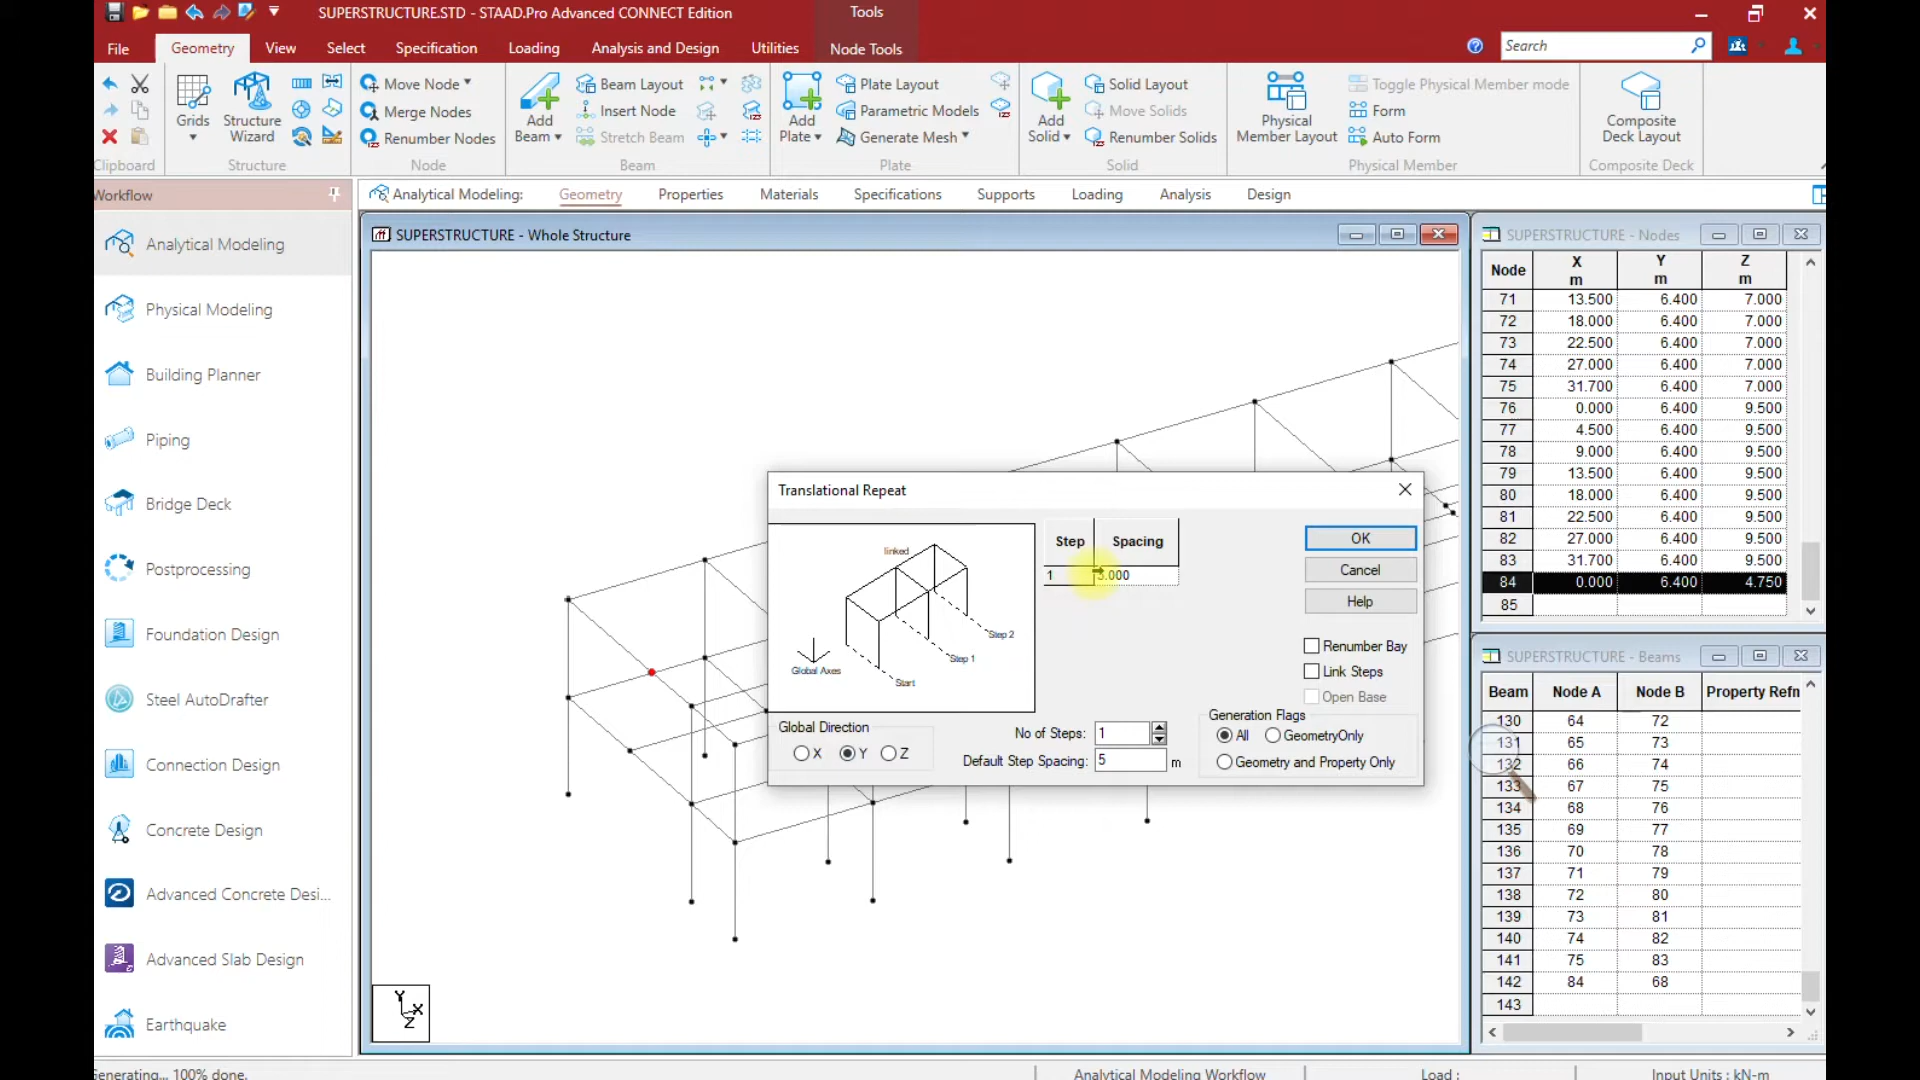 SUPERSTRUCTURE.STD - STAAD.Pro Advanced CONNECT Edition
Tools
File
Geometry
View
Select
Specification
Loading
Analysis and Design
Utilities
Node Tools
Search
Grids
Structure Wizard
Structure
Clipboard
Move Node
Merge Nodes
Renumber Nodes
Node
Add Beam
Beam Layout
Insert Node
Stretch Beam
Beam
Add Plate
Plate Layout
Parametric Models
Generate Mesh
Plate
Add Solid
Solid Layout
Move Solids
Renumber Solids
Solid
Physical Member Layout
Toggle Physical Member mode
Form
Auto Form
Physical Member
Composite Deck Layout
Composite Deck
Workflow
Analytical Modeling
Physical Modeling
Building Planner
Piping
Bridge Deck
Postprocessing
Foundation Design
Steel AutoDrafter
Connection Design
Concrete Design
Advanced Concrete Desi...
Advanced Slab Design
Earthquake
Analytical Modeling:
Geometry
Properties
Materials
Specifications
Supports
Loading
Analysis
Design
SUPERSTRUCTURE - Whole Structure
Y
X
Z
Translational Repeat
linked
Step 2
Step 1
Start
Global Axes
Step Spacing
1 5.000
OK
Cancel
Help
Renumber Bay
Link Steps
Open Base
Global Direction
X Y Z
No of Steps: 1
Default Step Spacing: 5 m
Generation Flags
All GeometryOnly
Geometry and Property Only
SUPERSTRUCTURE - Nodes
Node X m Y m Z m
71 13.500 6.400 7.000
72 18.000 6.400 7.000
73 22.500 6.400 7.000
74 27.000 6.400 7.000
75 31.700 6.400 7.000
76 0.000 6.400 9.500
77 4.500 6.400 9.500
78 9.000 6.400 9.500
79 13.500 6.400 9.500
80 18.000 6.400 9.500
81 22.500 6.400 9.500
82 27.000 6.400 9.500
83 31.700 6.400 9.500
84 0.000 6.400 4.750
85
SUPERSTRUCTURE - Beams
Beam Node A Node B Property Refn
130 64 72
131 65 73
132 66 74
133 67 75
134 68 76
135 69 77
136 70 78
137 71 79
138 72 80
139 73 81
140 74 82
141 75 83
142 84 68
143
Generating... 100% done.
Analytical Modeling Workflow
Load :
Input Units : kN-m